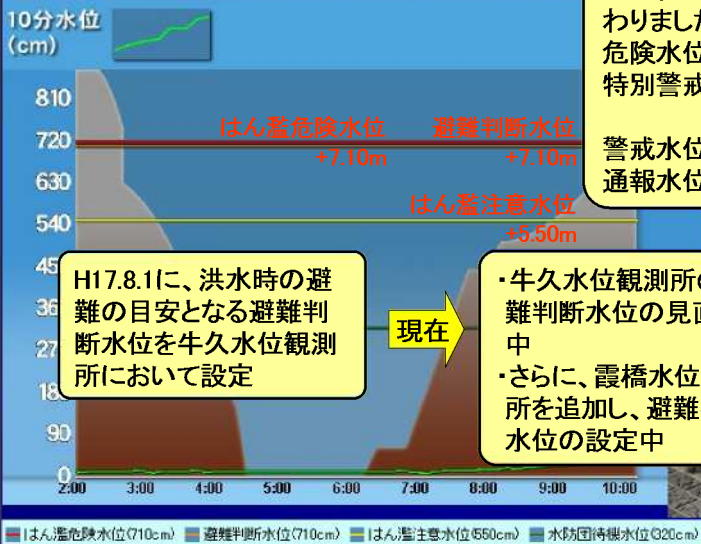 10分水位
(cm)
わりました
危険水位
特別警戒
警戒水位
通報水位
810
720
630
540
45
36
27
18
90
0
はん濫危険水位
+7.10m
避難判断水位
+7.10m
はん濫注意水位
+5.50m
H17.8.1に、洪水時の避
難の目安となる避難判
断水位を牛久水位観測
所において設定
現在
・牛久水位観測所の
難判断水位の見直
中
・さらに、霞橋水位
所を追加し、避難
水位の設定中
2:00 3:00 4:00 5:00 6:00 7:00 8:00 9:00 10:00
はん濫危険水位(710cm) 避難判断水位(710cm) はん濫注意水位(550cm) 水防団待機水位(320cm)